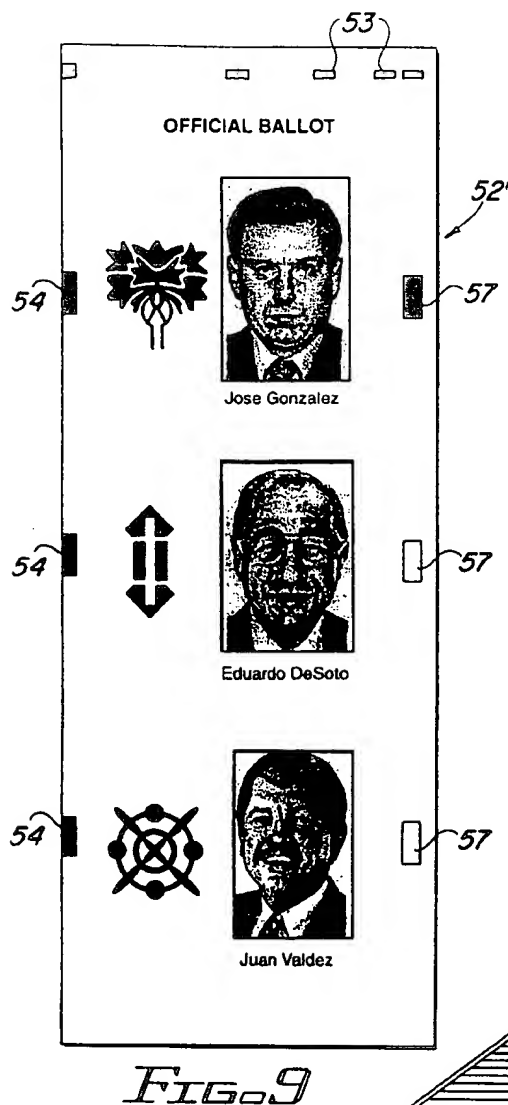 53
OFFICIAL BALLOT
52'
54
57
Jose Gonzalez
54
57
Eduardo DeSoto
54
57
Juan Valdez
FIG. 9